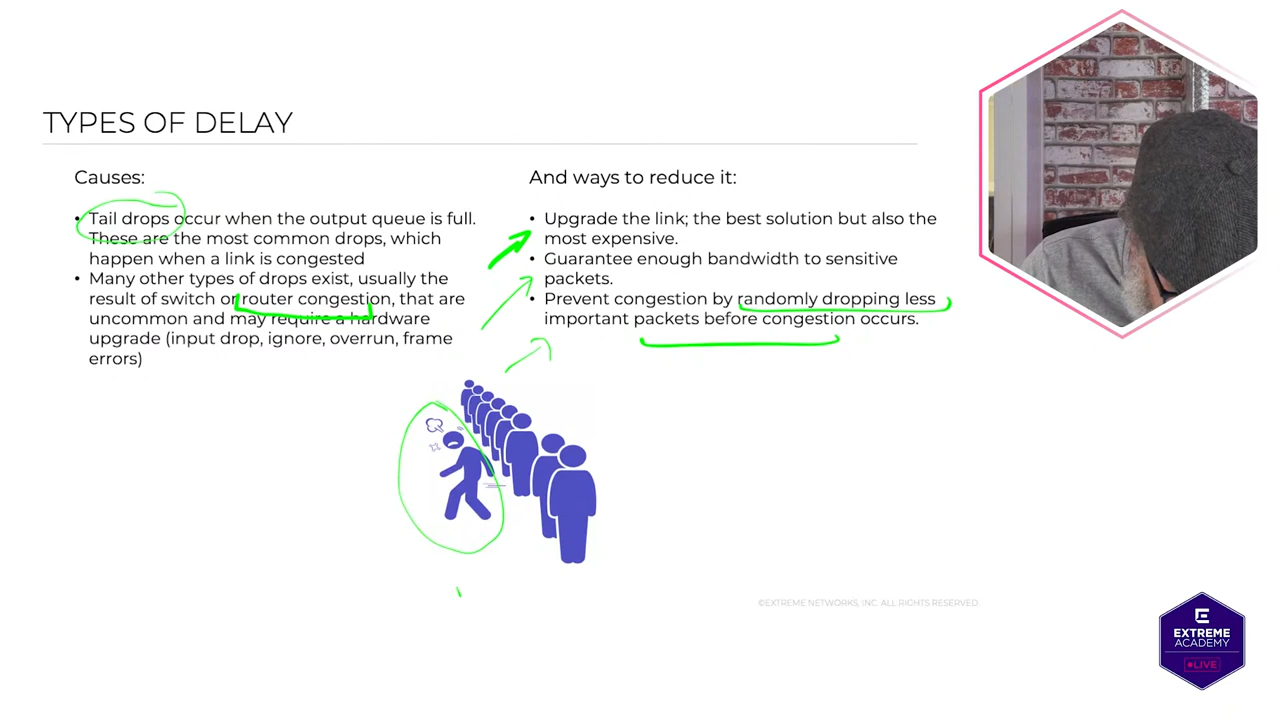 TYPES OF DELAY
Causes:
• Tail drops occur when the output queue is full.
These are the most common drops, which
happen when a link is congested
• Many other types of drops exist, usually the
result of switch or router congestion, that are
uncommon and may require a hardware
upgrade (input drop, ignore, overrun, frame
errors)
And ways to reduce it:
• Upgrade the link; the best solution but also the
most expensive.
• Guarantee enough bandwidth to sensitive
packets.
• Prevent congestion by randomly dropping less
important packets before congestion occurs.
©EXTREME NETWORKS, INC. ALL RIGHTS RESERVED.
E
EXTREME
ACADEMY
LIVE